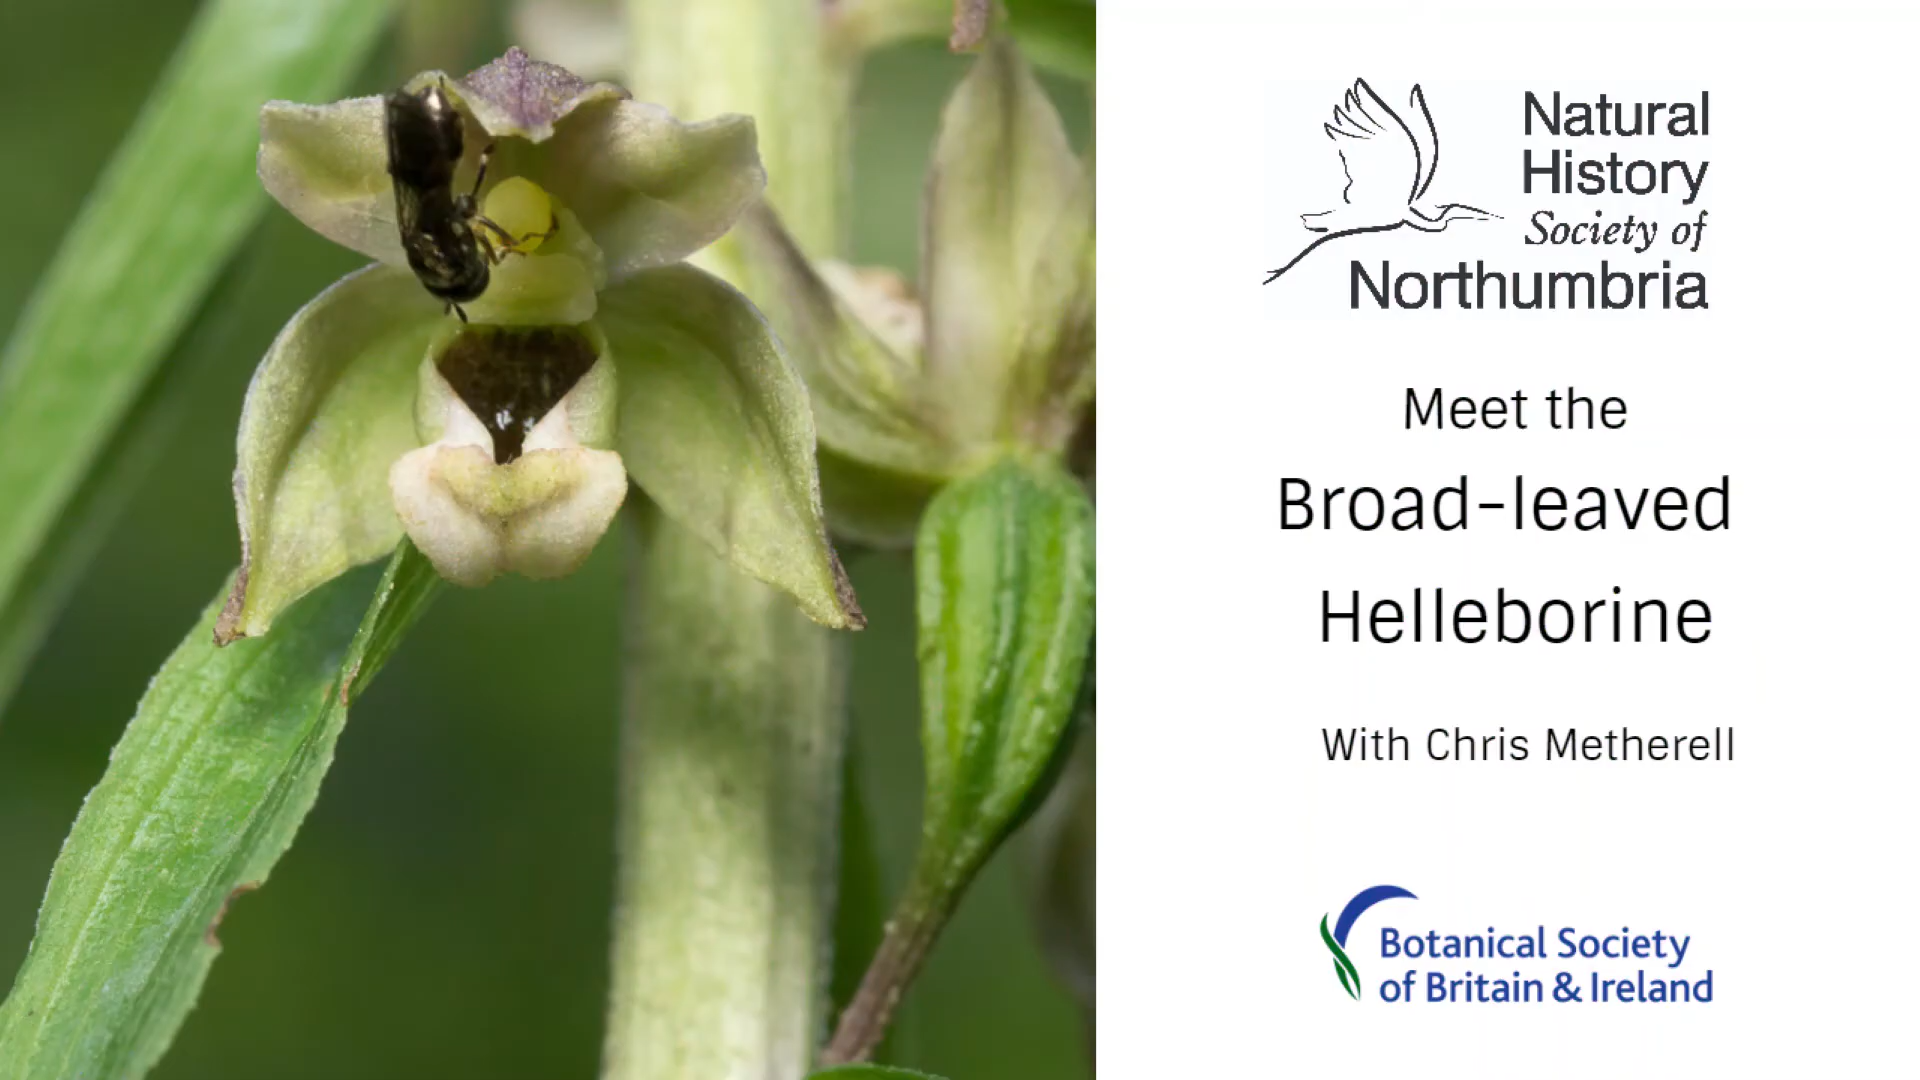 Natural
History
Society of
Northumbria
Meet the
Broad-leaved
Helleborine
With Chris Metherell
Botanical Society
of Britain & Ireland